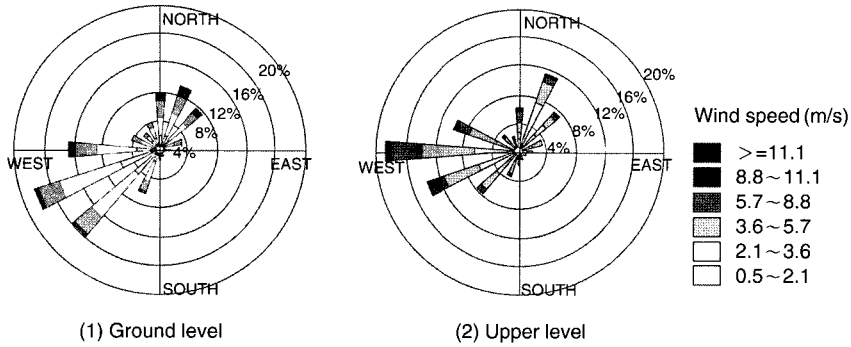 NORTH
20%
16%
12%
8%
4%
WEST
EAST
SOUTH
(1) Ground level
NORTH
20%
16%
12%
8%
4%
WEST
EAST
SOUTH
(2) Upper level
Wind speed (m/s)
>=11.1
8.8~11.1
5.7~8.8
3.6~5.7
2.1~3.6
0.5~2.1